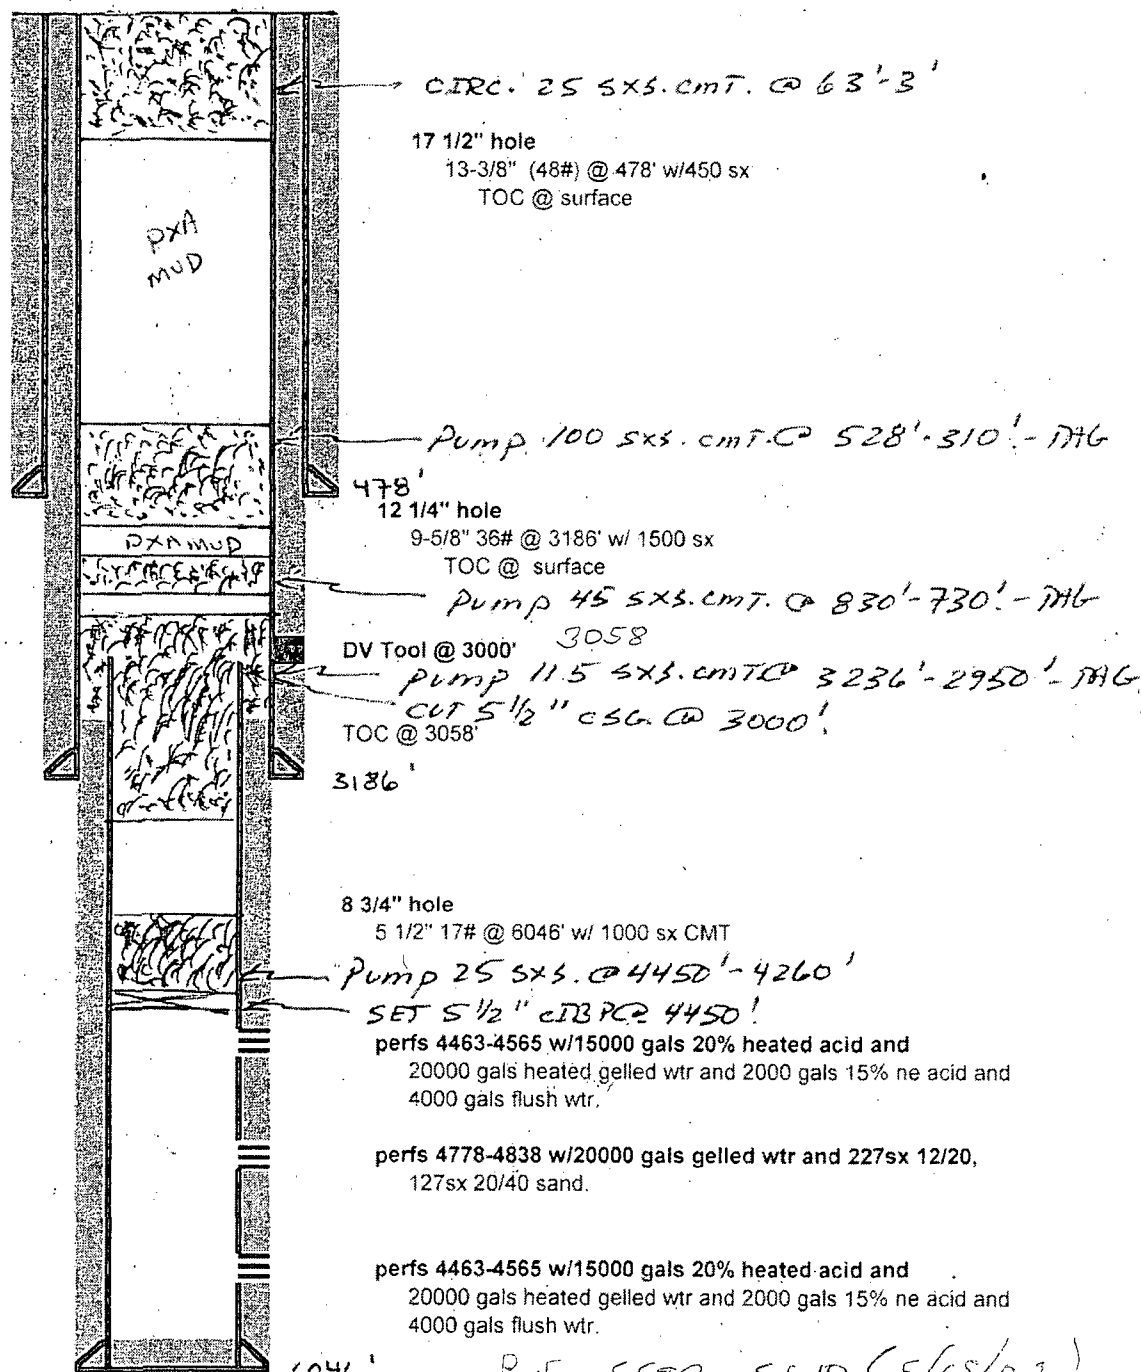 CIRC. 25 SXS. CMT. @ 63'-3'
17 1/2" hole
13-3/8" (48#) @ 478' w/450 sx
TOC @ surface
PXA
MUD
Pump 100 SXS. CMT. @ 528'-310'.- TAG
478'
12 1/4" hole
9-5/8" 36# @ 3186' w/ 1500 sx
PXA MUD
TOC @ surface
Pump 45 SXS. CMT. @ 830'-730'.- TAG
3058
DV Tool @ 3000'
Pump 115 SXS. CMT @ 3236'-2950'- TAG.
CUT 5 1/2" CSG. @ 3000'.
TOC @ 3058'
3186'
8 3/4" hole
5 1/2" 17# @ 6046' w/ 1000 sx CMT
Pump 25 SXS. @ 4450'-4260'
SET 5 1/2" CIBP @ 4450'.
perfs 4463-4565 w/15000 gals 20% heated acid and
20000 gals heated gelled wtr and 2000 gals 15% ne acid and
4000 gals flush wtr.
perfs 4778-4838 w/20000 gals gelled wtr and 227sx 12/20,
127sx 20/40 sand.
perfs 4463-4565 w/15000 gals 20% heated acid and
20000 gals heated gelled wtr and 2000 gals 15% ne acid and
4000 gals flush wtr.
6046'